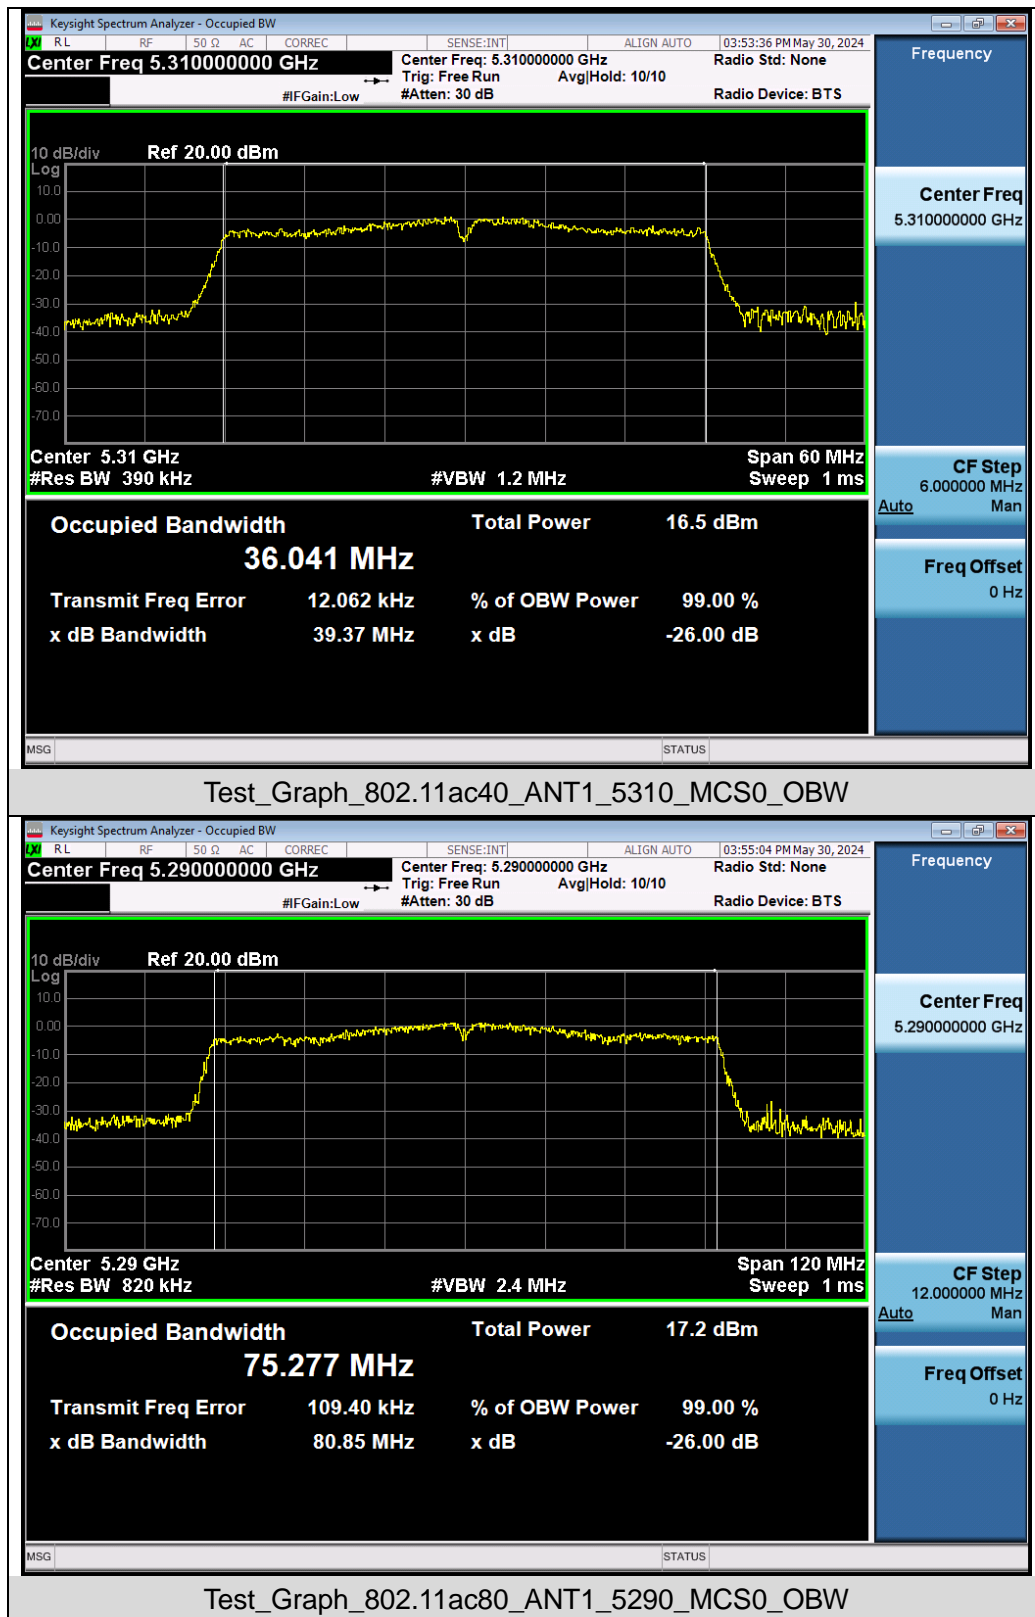 Keysight Spectrum Analyzer - Occupied BW
LXI RL RF 50 Ω AC CORREC SENSE:INT ALIGN AUTO 03:53:36 PM May 30, 2024
Center Freq 5.310000000 GHz
Center Freq: 5.310000000 GHz Radio Std: None
Trig: Free Run Avg|Hold: 10/10
#IFGain:Low #Atten: 30 dB Radio Device: BTS
Frequency
10 dB/div Ref 20.00 dBm
Log
10.0
0.00
-10.0
-20.0
-30.0
-40.0
-50.0
-60.0
-70.0
Center Freq
5.310000000 GHz
Center 5.31 GHz Span 60 MHz
#Res BW 390 kHz #VBW 1.2 MHz Sweep 1 ms
CF Step
6.000000 MHz
Auto Man
Occupied Bandwidth Total Power 16.5 dBm
36.041 MHz
Freq Offset
0 Hz
Transmit Freq Error 12.062 kHz % of OBW Power 99.00 %
x dB Bandwidth 39.37 MHz x dB -26.00 dB
MSG STATUS
Test_Graph_802.11ac40_ANT1_5310_MCS0_OBW
Keysight Spectrum Analyzer - Occupied BW
LXI RL RF 50 Ω AC CORREC SENSE:INT ALIGN AUTO 03:55:04 PM May 30, 2024
Center Freq 5.290000000 GHz
Center Freq: 5.290000000 GHz Radio Std: None
Trig: Free Run Avg|Hold: 10/10
#IFGain:Low #Atten: 30 dB Radio Device: BTS
Frequency
10 dB/div Ref 20.00 dBm
Log
10.0
0.00
-10.0
-20.0
-30.0
-40.0
-50.0
-60.0
-70.0
Center Freq
5.290000000 GHz
Center 5.29 GHz Span 120 MHz
#Res BW 820 kHz #VBW 2.4 MHz Sweep 1 ms
CF Step
12.000000 MHz
Auto Man
Occupied Bandwidth Total Power 17.2 dBm
75.277 MHz
Freq Offset
0 Hz
Transmit Freq Error 109.40 kHz % of OBW Power 99.00 %
x dB Bandwidth 80.85 MHz x dB -26.00 dB
MSG STATUS
Test_Graph_802.11ac80_ANT1_5290_MCS0_OBW